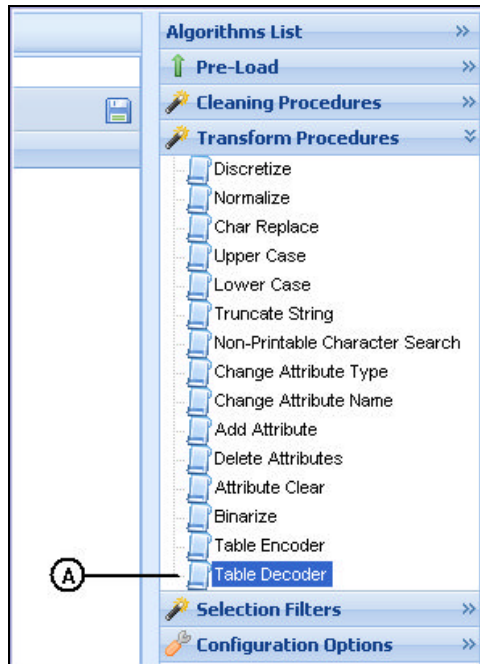 Algorithms List
Pre-Load
Cleaning Procedures
Transform Procedures
Discretize
Normalize
Char Replace
Upper Case
Lower Case
Truncate String
Non-Printable Character Search
Change Attribute Type
Change Attribute Name
Add Attribute
Delete Attributes
Attribute Clear
Binarize
Table Encoder
A Table Decoder
Selection Filters
Configuration Options